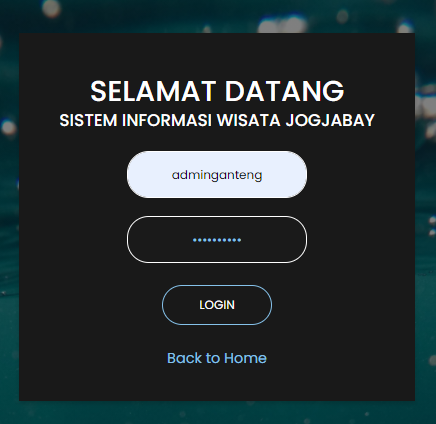 SELAMAT DATANG
SISTEM INFORMASI WISATA JOGJABAY
adminganteng
••••••••••
LOGIN
Back to Home